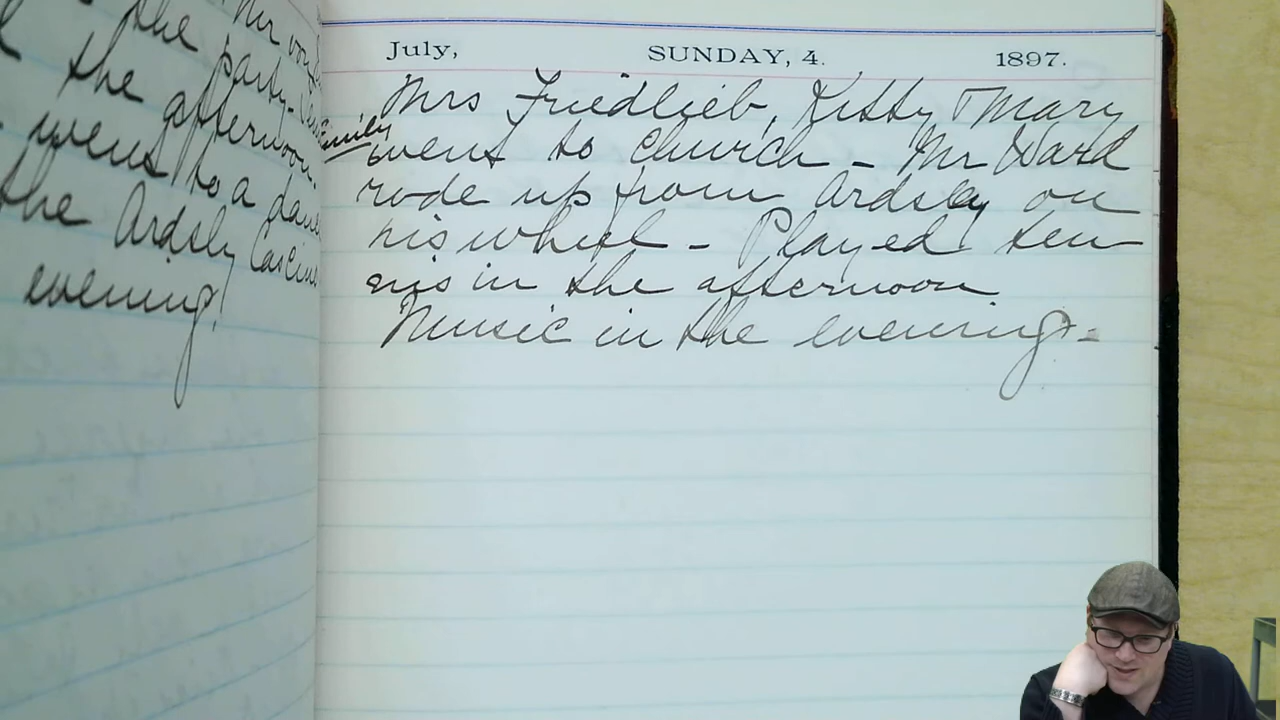 the party
the afternoon.
went to a
the Ardsly Casino
evening!
July, SUNDAY, 4. 1897.
Mrs Friedlieb, Kitty & Mary
Emily
went to church - Mr Ward
rode up from Ardsley on
his wheel - Played ten
nis in the afternoon
Music in the evening -